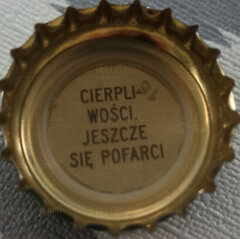 CIERPLI-
WOŚCI,
JESZCZE
SIĘ POFARCI